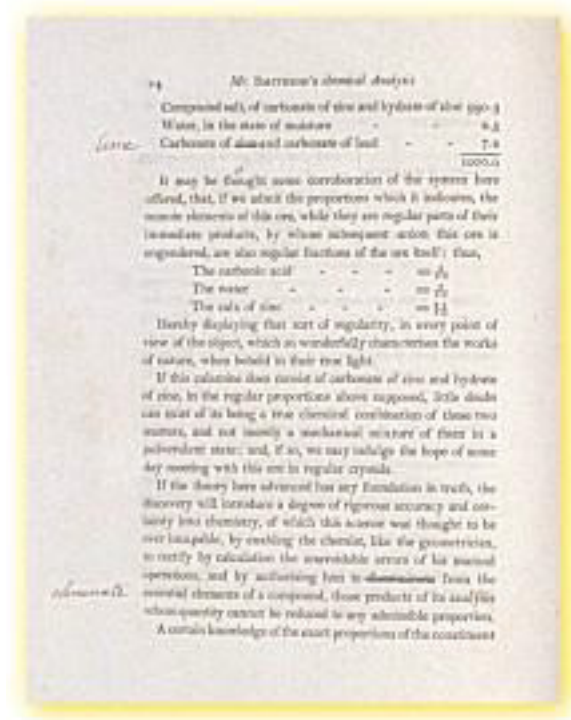 14 Mr. Smithson's chemical Analysis
Compound salt, of carbonate of zinc and hydrate of zinc 990.3
Water, in the state of moisture - - 2.5
lime Carbonate of and carbonate of lead - - 7.2
1000.0
It may be thought some corroboration of the system here
offered, that, if we admit the proportions which it indicates, the
remote elements of this ore, while they are regular parts of their
immediate products, by whose subsequent union this ore is
engendered, are also regular fractions of the ore itself: thus,
The carbonic acid - - - =
The water - - - =
The calx of zinc - - - =
Hereby displaying that sort of regularity, in every point of
view of the object, which so wonderfully characterises the works
of nature, when beheld in their true light.
If this calamine does consist of carbonate of zinc and hydrate
of zinc, in the regular proportions above supposed, little doubt
can exist of its being a true chemical combination of these two
matters, and not merely a mechanical mixture of them in a
pulverulent state; and, if so, we may indulge the hope of some
day meeting with this ore in regular crystals.
If the theory here advanced has any foundation in truth, the
discovery will introduce a degree of rigorous accuracy and cer-
tainty into chemistry, of which this science was thought to be
ever incapable, by enabling the chemist, like the geometrician,
to rectify by calculation the unavoidable errors of his manual
operations, and by authorising him to from the
eliminate essential elements of a compound, those products of its analysis
whose quantity cannot be reduced to any admissible proportion.
A certain knowledge of the exact proportions of the constituent